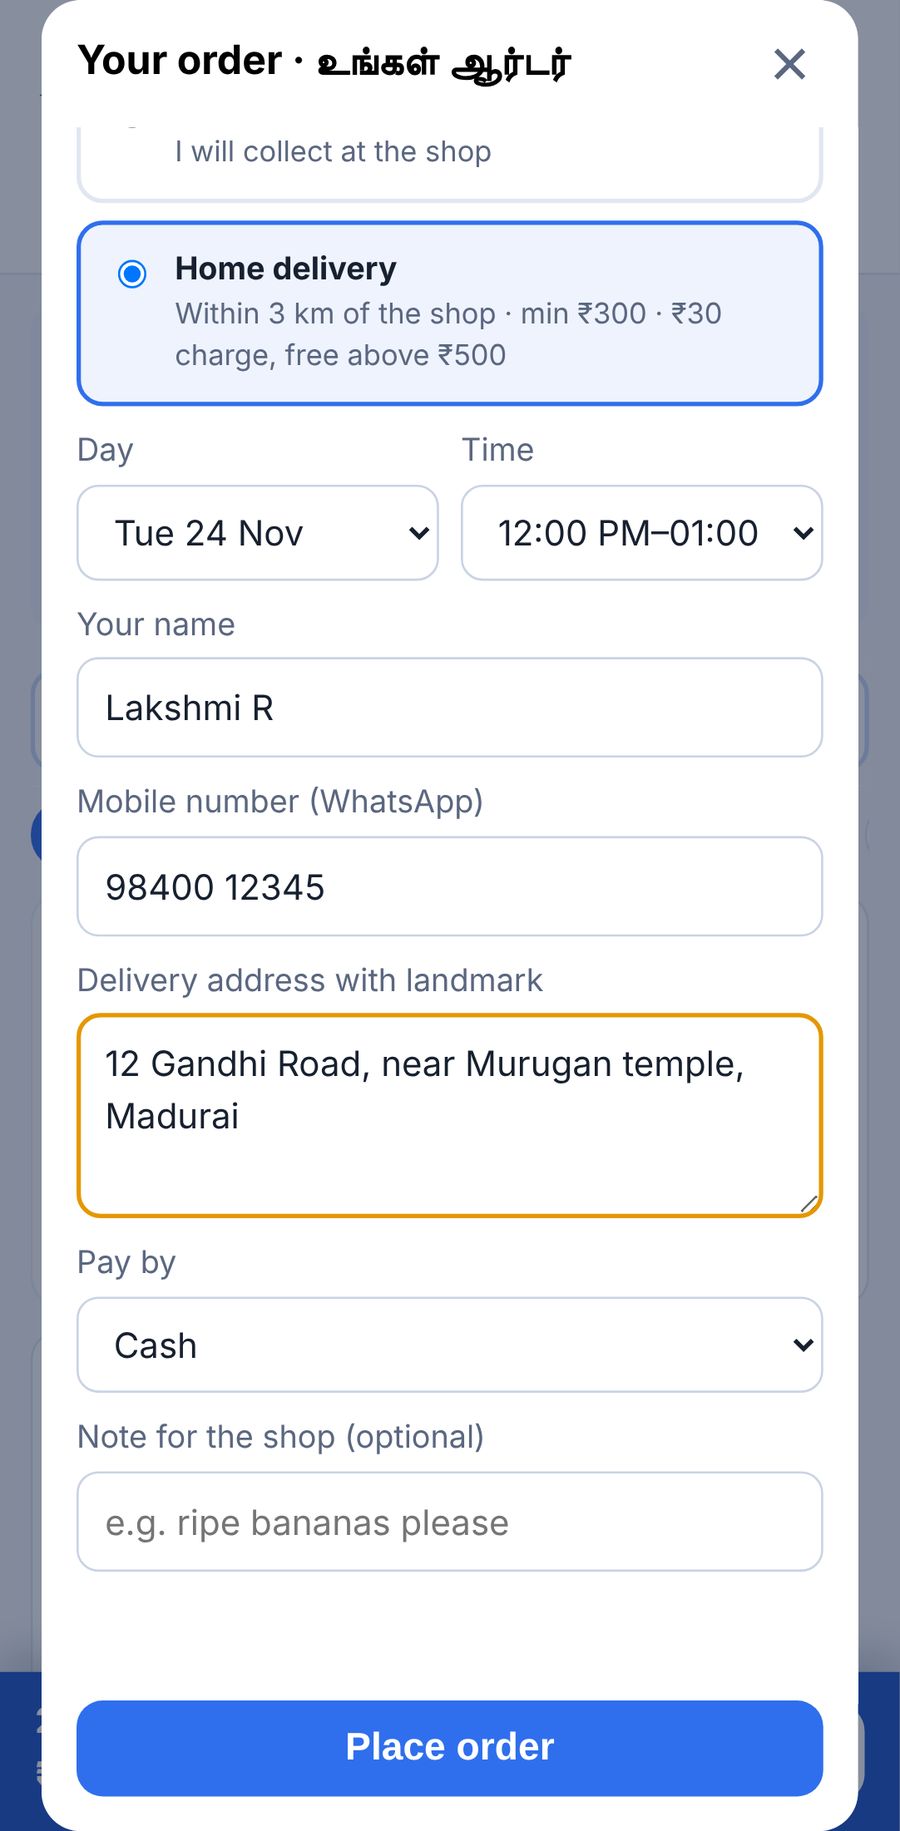 Your order · உங்கள் ஆர்டர்
I will collect at the shop
Home delivery
Within 3 km of the shop · min ₹300 · ₹30
charge, free above ₹500
Day
Time
Tue 24 Nov
12:00 PM–01:00
Your name
Lakshmi R
Mobile number (WhatsApp)
98400 12345
Delivery address with landmark
12 Gandhi Road, near Murugan temple,
Madurai
Pay by
Cash
Note for the shop (optional)
e.g. ripe bananas please
Place order